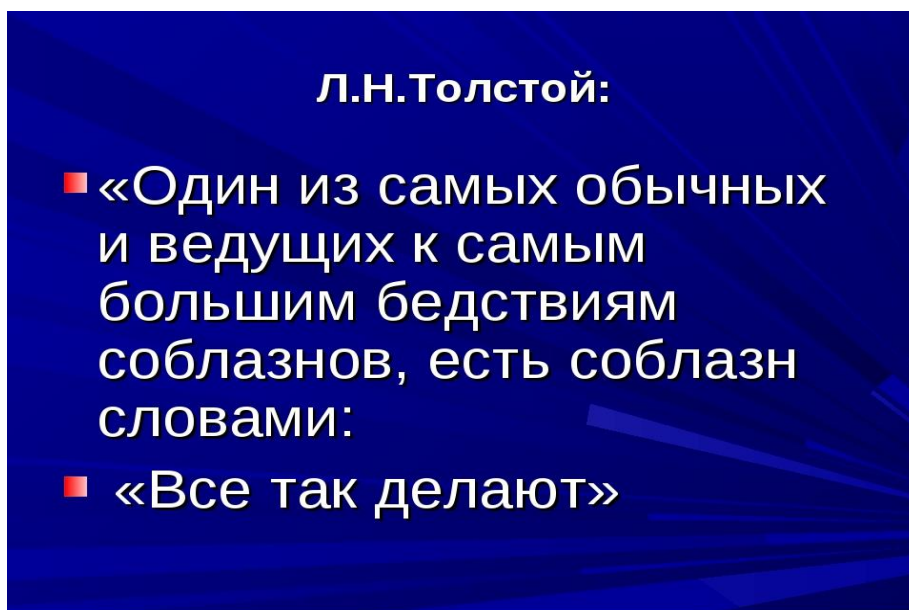 Л.Н.Толстой:
«Один из самых обычных
и ведущих к самым
большим бедствиям
соблазнов, есть соблазн
словами:
«Все так делают»